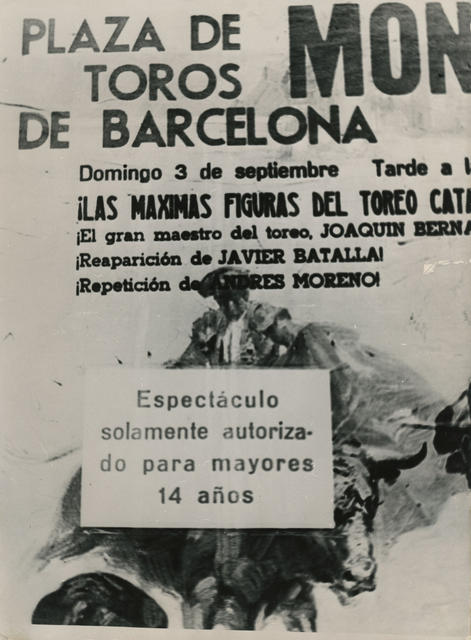 PLAZA DE
TOROS
DE BARCELONA
MON
Domingo 3 de septiembre Tarde a l
¡LAS MAXIMAS FIGURAS DEL TOREO CATA
¡El gran maestro del toreo, JOAQUIN BERNA
¡Reaparición de JAVIER BATALLA!
¡Repetición de ANDRES MORENO!
Espectáculo
solamente autoriza-
do para mayores
14 años